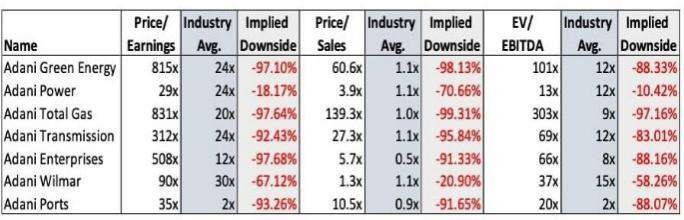 Price/ Industry Implied Price/ Industry Implied EV/ Industry Implied
Name Earnings Avg. Downside Sales Avg. Downside EBITDA Avg. Downside
Adani Green Energy 815x 24x -97.10% 60.6x 1.1x -98.13% 101x 12x -88.33%
Adani Power 29x 24x -18.17% 3.9x 1.1x -70.66% 13x 12x -10.42%
Adani Total Gas 831x 20x -97.64% 139.3x 1.0x -99.31% 303x 9x -97.16%
Adani Transmission 312x 24x -92.43% 27.3x 1.1x -95.84% 69x 12x -83.01%
Adani Enterprises 508x 12x -97.68% 5.7x 0.5x -91.33% 66x 8x -88.16%
Adani Wilmar 90x 30x -67.12% 1.3x 1.1x -20.90% 37x 15x -58.26%
Adani Ports 35x 2x -93.26% 10.5x 0.9x -91.65% 20x 2x -88.07%